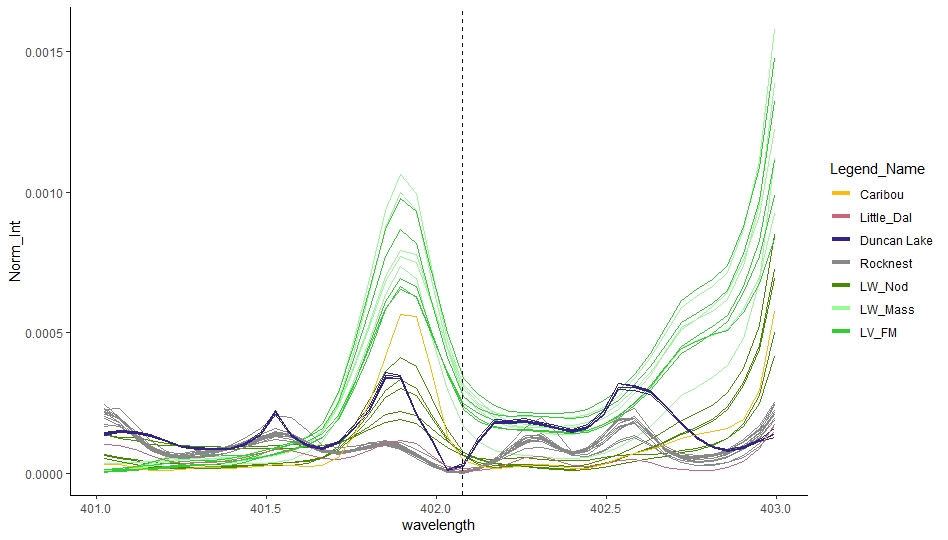 0.0015
0.0010
0.0005
0.0000
Norm_Int
401.0
401.5
402.0
402.5
403.0
wavelength
Legend_Name
Caribou
Little_Dal
Duncan Lake
Rocknest
LW_Nod
LW_Mass
LV_FM